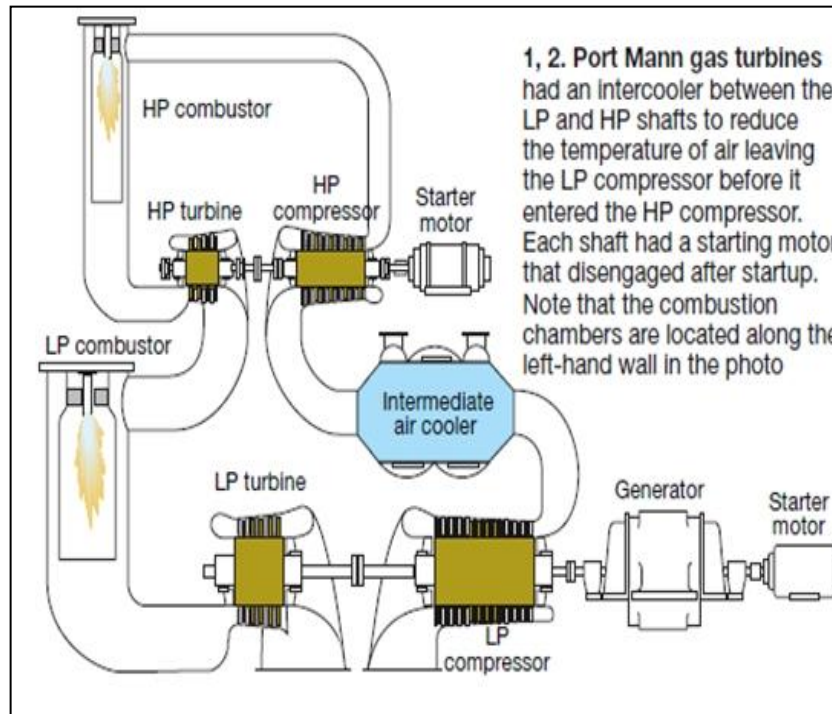 1, 2. Port Mann gas turbines
had an intercooler between the
LP and HP shafts to reduce
the temperature of air leaving
the LP compressor before it
entered the HP compressor.
Each shaft had a starting motor
that disengaged after startup.
Note that the combustion
chambers are located along the
left-hand wall in the photo
HP combustor
HP turbine
HP
compressor
Starter
motor
LP combustor
Intermediate
air cooler
LP turbine
Generator
Starter
motor
LP
compressor